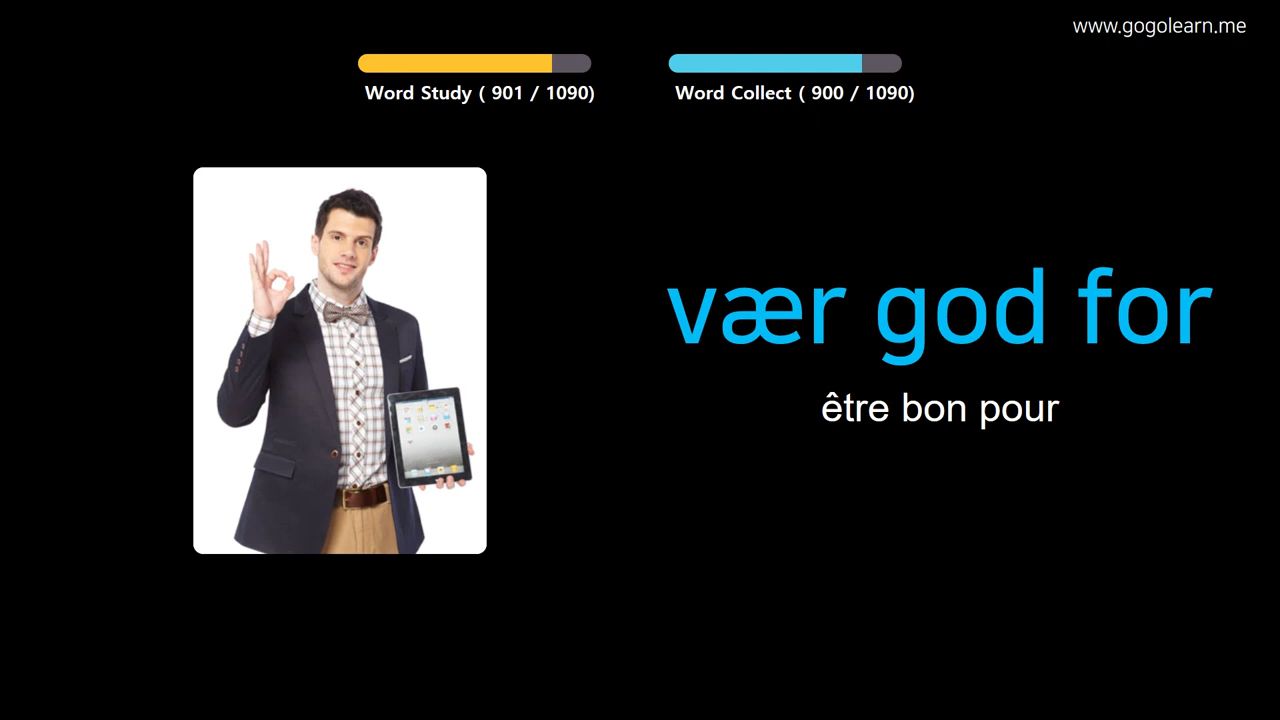 www.gogolearn.me
Word Study ( 901 / 1090)
Word Collect ( 900 / 1090)
vær god for
être bon pour